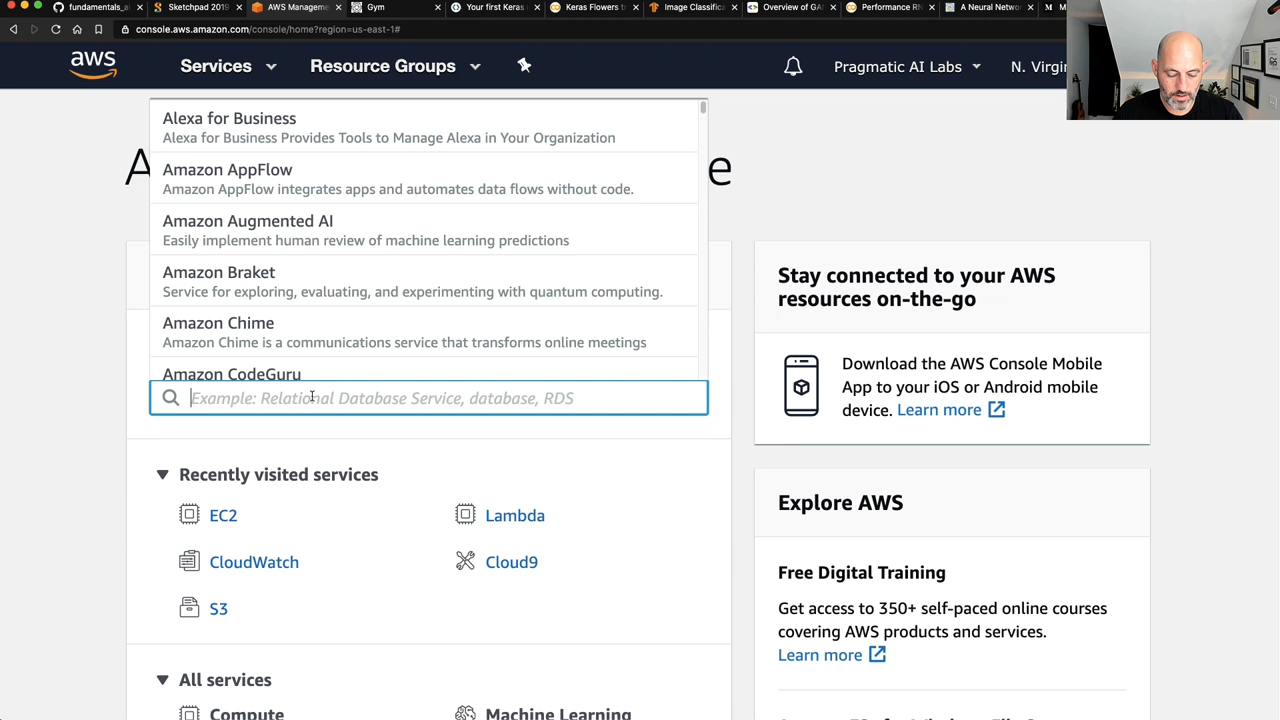 fundamentals_ai
Sketchpad 2019
AWS Management
Gym
Your first Keras
Keras Flowers t
Image Classifica
Overview of GA
Performance RN
A Neural Networ
console.aws.amazon.com/console/home?region=us-east-1#
aws
Services
Resource Groups
Pragmatic AI Labs
N. Virgin
A
e
Alexa for Business
Alexa for Business Provides Tools to Manage Alexa in Your Organization
Amazon AppFlow
Amazon AppFlow integrates apps and automates data flows without code.
Amazon Augmented AI
Easily implement human review of machine learning predictions
Amazon Braket
Service for exploring, evaluating, and experimenting with quantum computing.
Amazon Chime
Amazon Chime is a communications service that transforms online meetings
Amazon CodeGuru
Example: Relational Database Service, database, RDS
Recently visited services
EC2
Lambda
CloudWatch
Cloud9
S3
All services
Compute
Machine Learning
Stay connected to your AWS
resources on-the-go
Download the AWS Console Mobile
App to your iOS or Android mobile
device. Learn more
Explore AWS
Free Digital Training
Get access to 350+ self-paced online courses
covering AWS products and services.
Learn more